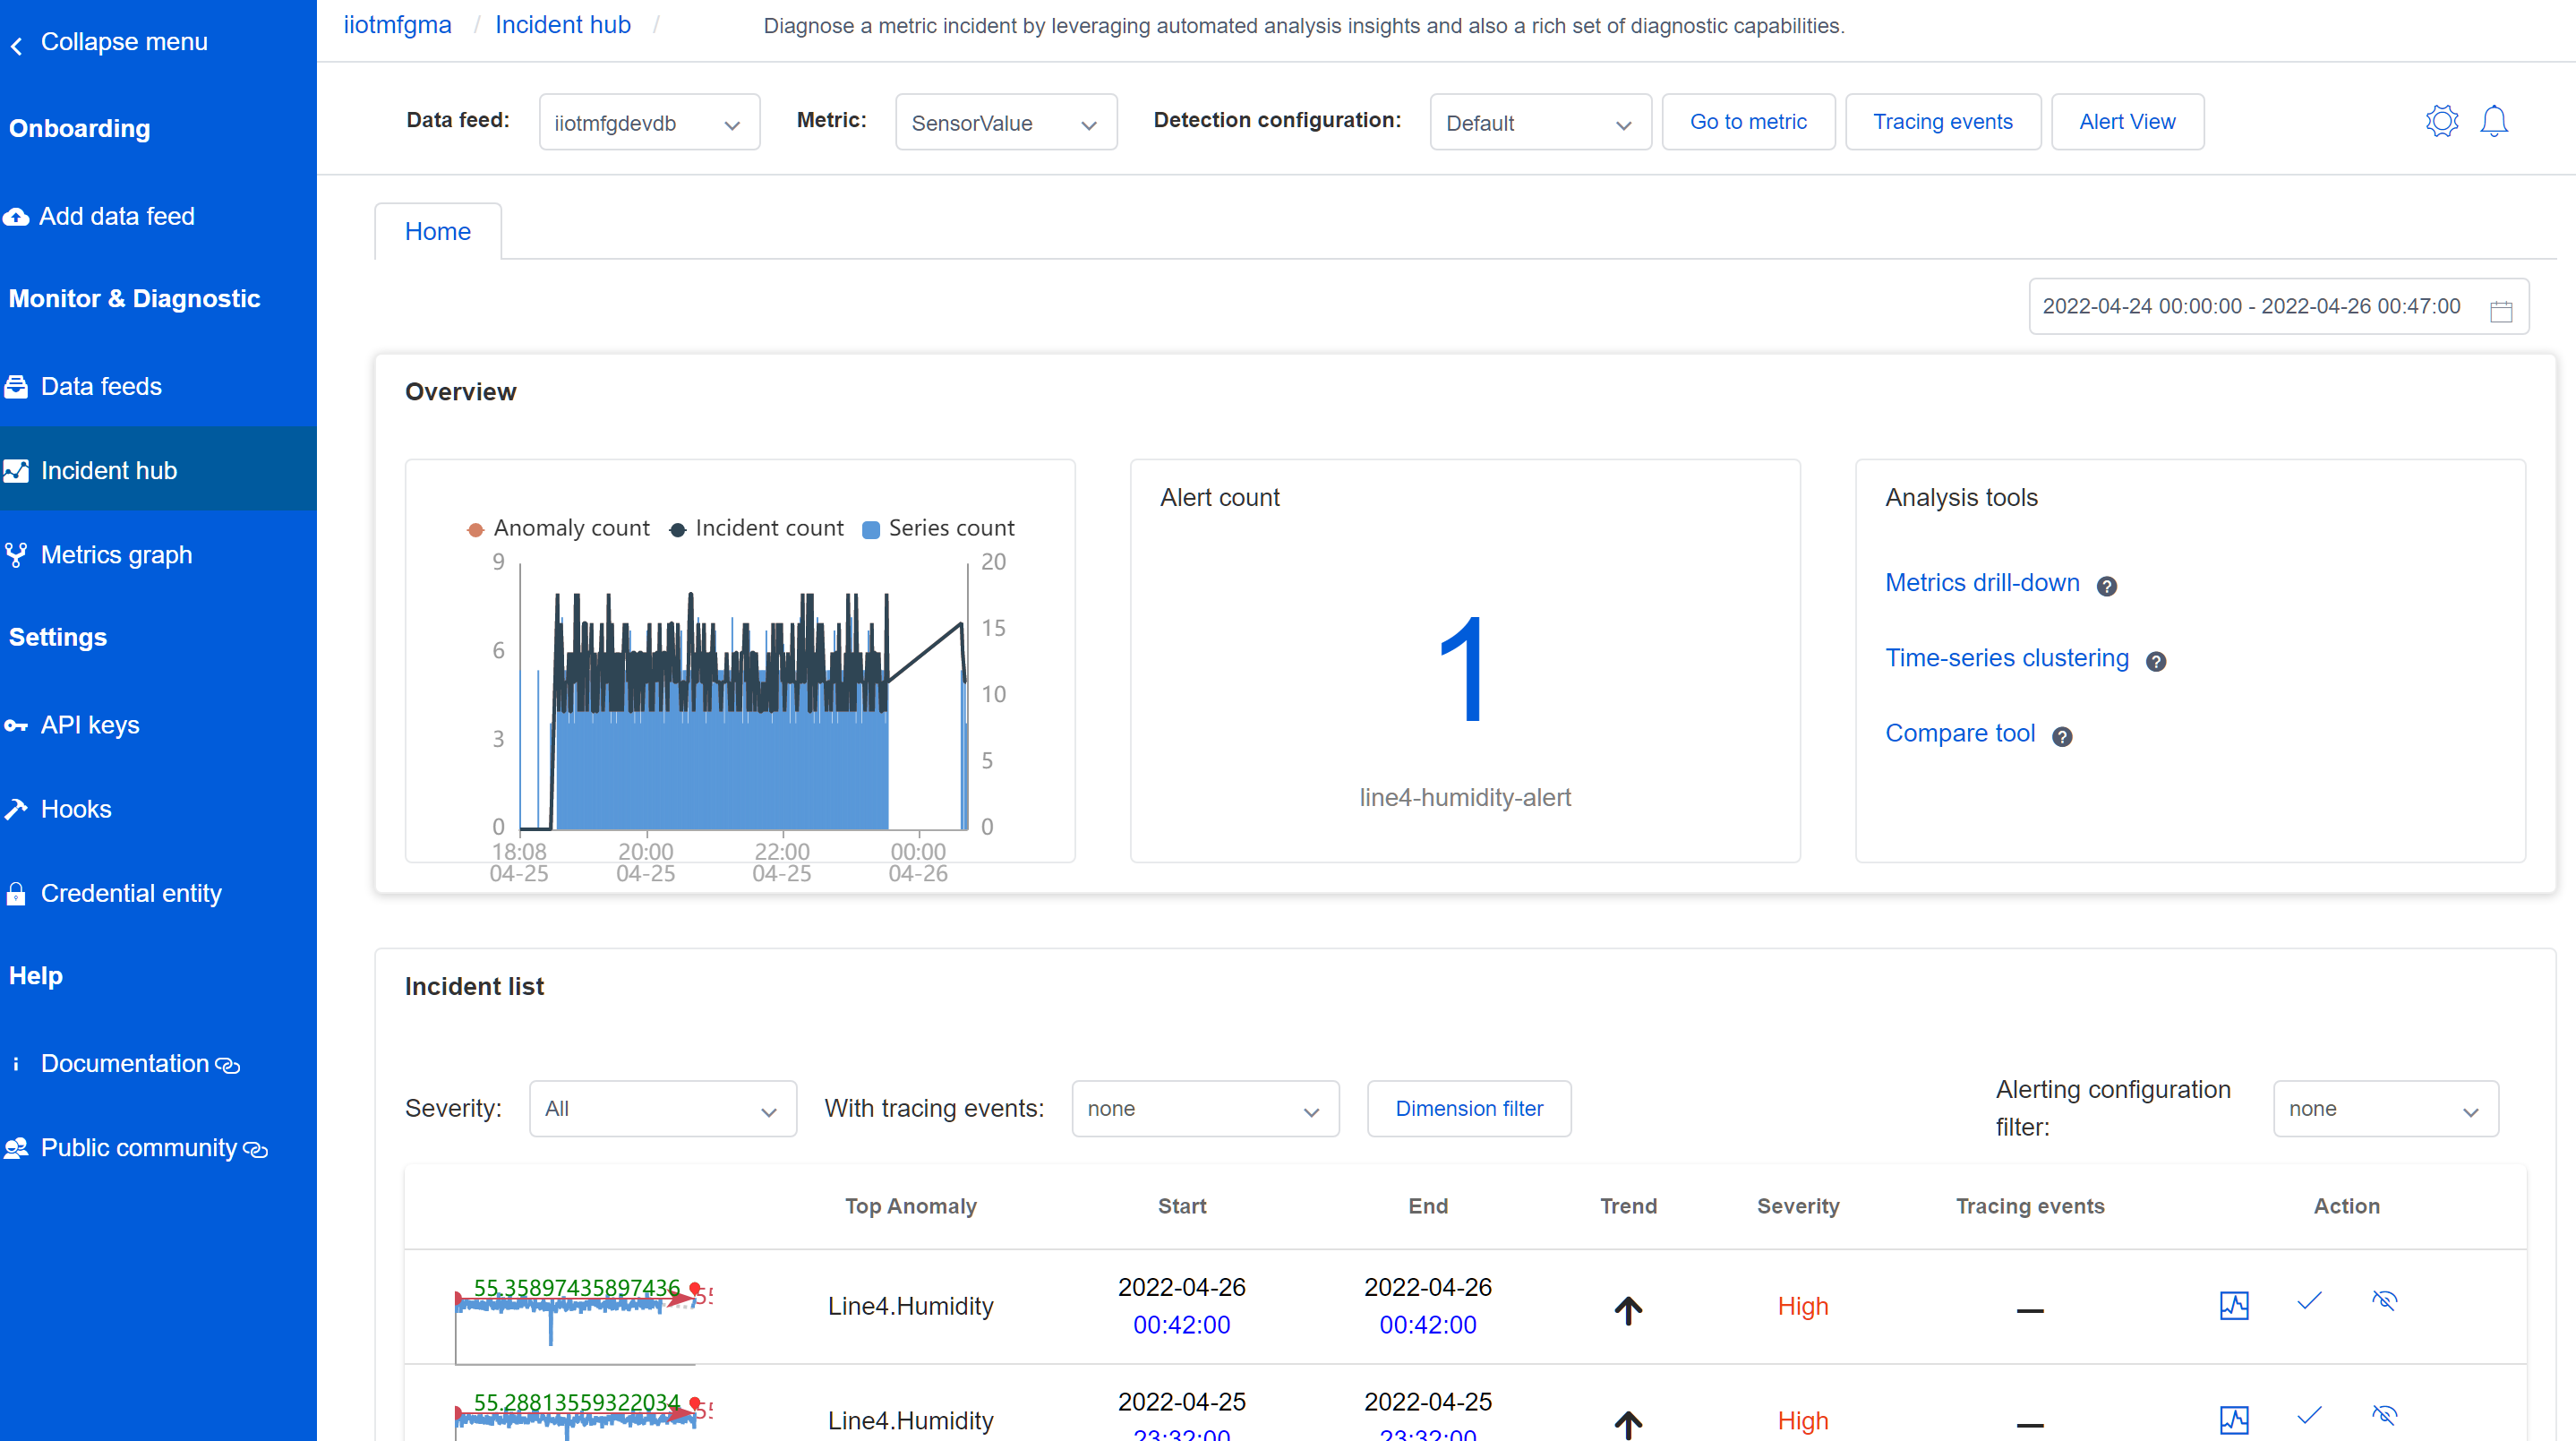 Collapse menu
Onboarding
Add data feed
Monitor & Diagnostic
Data feeds
Incident hub
Metrics graph
Settings
API keys
Hooks
Credential entity
Help
Documentation
Public community
iiotmfgma / Incident hub / Diagnose a metric incident by leveraging automated analysis insights and also a rich set of diagnostic capabilities.
Data feed: iiotmfgdevdb Metric: SensorValue Detection configuration: Default Go to metric Tracing events Alert View
Home
2022-04-24 00:00:00 - 2022-04-26 00:47:00
Overview
Anomaly count Incident count Series count
9 20
15
6
10
3
5
0 0
18:08 20:00 22:00 00:00
04-25 04-25 04-25 04-26
Alert count
1
line4-humidity-alert
Analysis tools
Metrics drill-down ?
Time-series clustering ?
Compare tool ?
Incident list
Severity: All With tracing events: none Dimension filter
Alerting configuration
filter: none
Top Anomaly Start End Trend Severity Tracing events Action
55.35897435897436 55
Line4.Humidity
2022-04-26
00:42:00
2022-04-26
00:42:00
High
55.28813559322034 55
Line4.Humidity
2022-04-25
23:32:00
2022-04-25
23:32:00
High